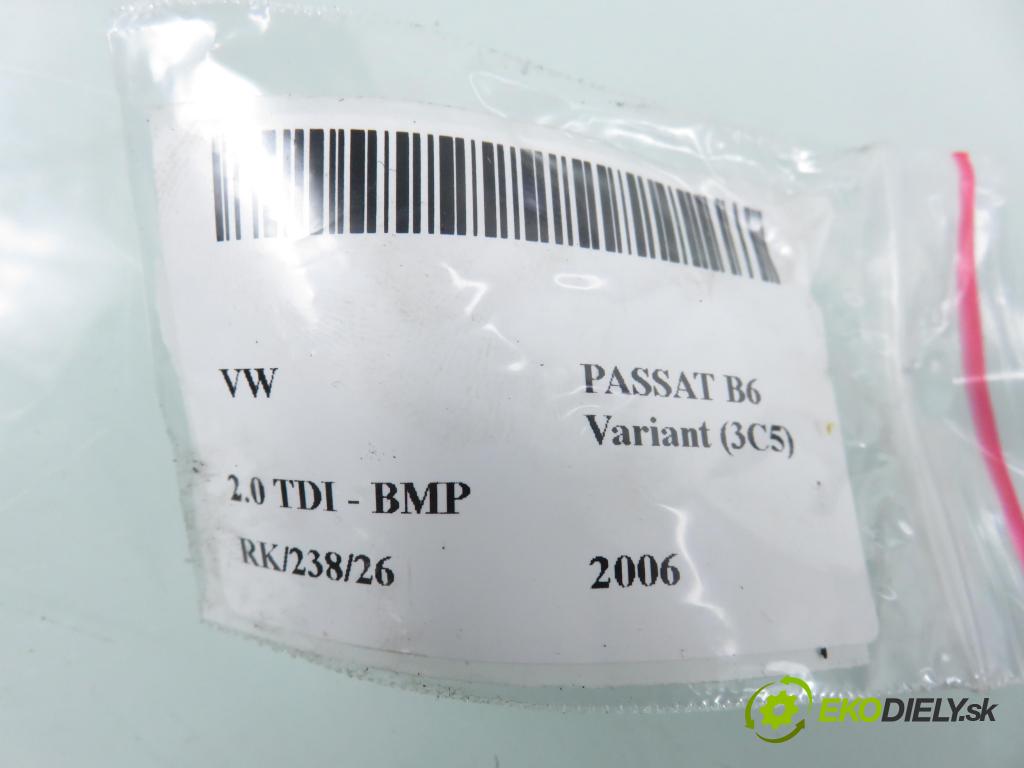 VW
PASSAT B6
Variant (3C5)
2.0 TDI - BMP
RK/238/26
2006
EKODIELY.sk